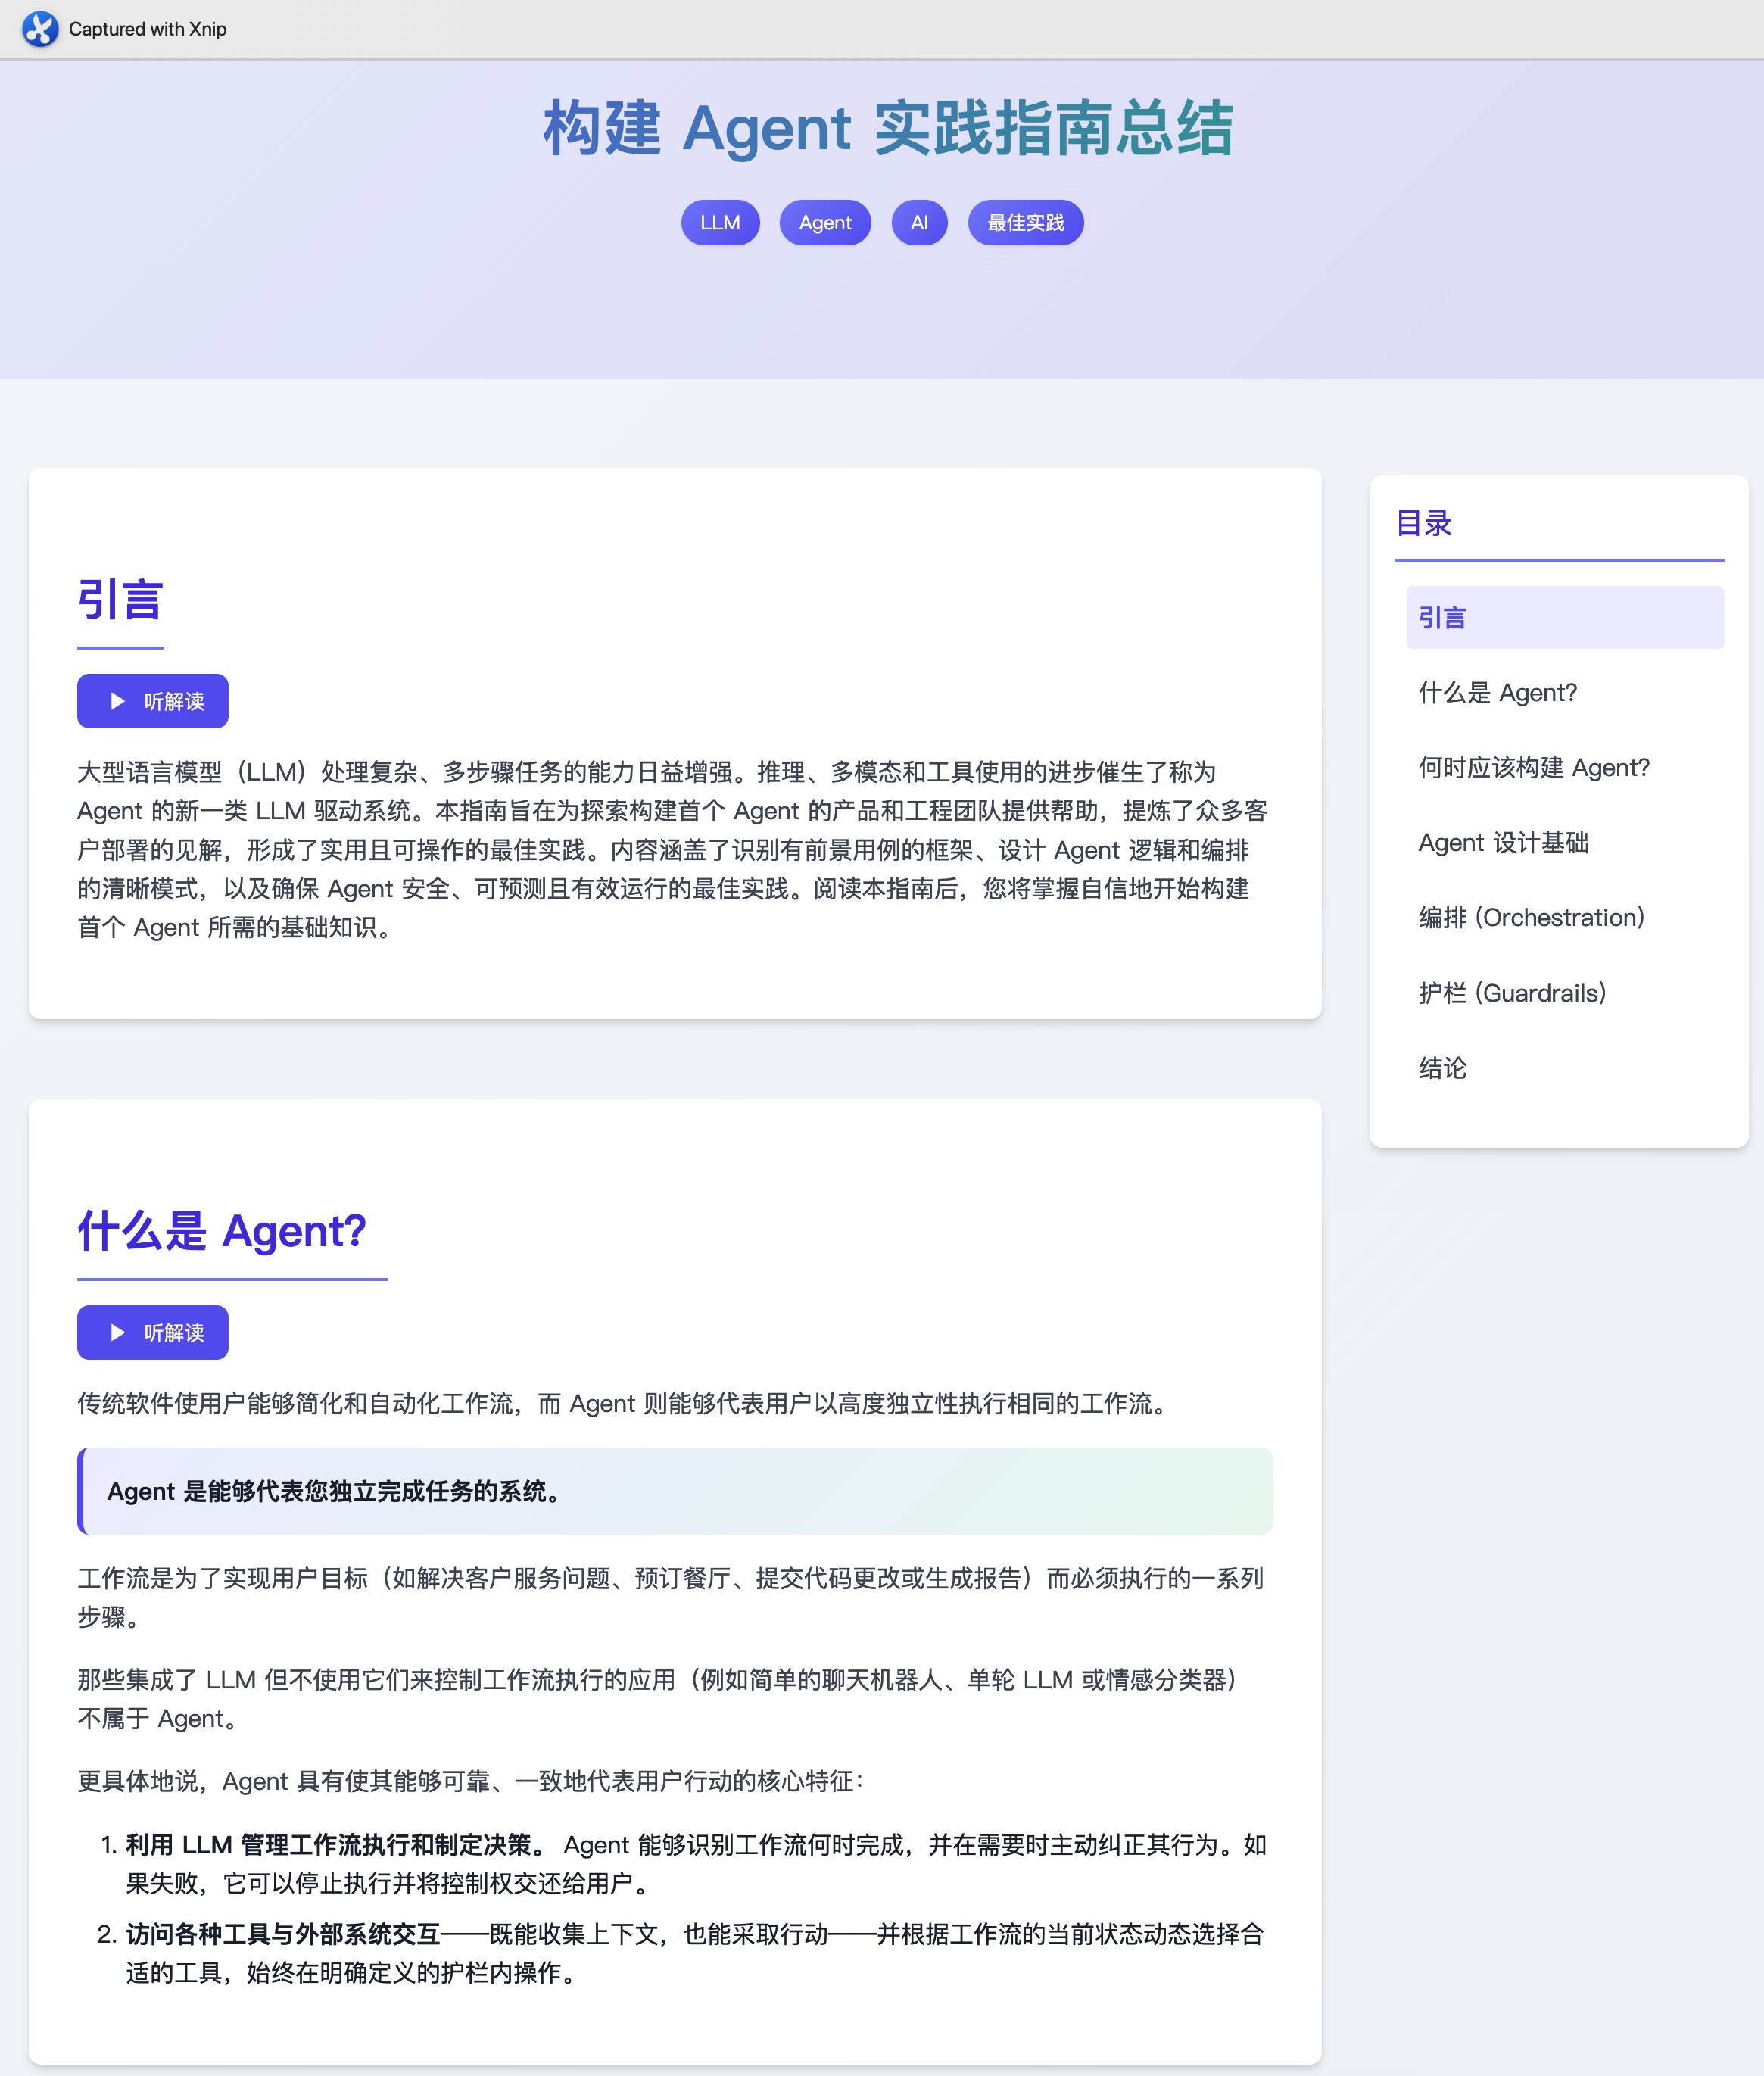 Captured with Xnip
构建 Agent 实践指南总结
LLM
Agent
AI
最佳实践
引言
听解读
大型语言模型（LLM）处理复杂、多步骤任务的能力日益增强。推理、多模态和工具使用的进步催生了称为
Agent 的新一类 LLM 驱动系统。本指南旨在为探索构建首个 Agent 的产品和工程团队提供帮助，提炼了众多客
户部署的见解，形成了实用且可操作的最佳实践。内容涵盖了识别有前景用例的框架、设计 Agent 逻辑和编排
的清晰模式，以及确保 Agent 安全、可预测且有效运行的最佳实践。阅读本指南后，您将掌握自信地开始构建
首个 Agent 所需的基础知识。
什么是 Agent?
听解读
传统软件使用户能够简化和自动化工作流，而 Agent 则能够代表用户以高度独立性执行相同的工作流。
Agent 是能够代表您独立完成任务的系统。
工作流是为了实现用户目标（如解决客户服务问题、预订餐厅、提交代码更改或生成报告）而必须执行的一系列
步骤。
那些集成了 LLM 但不使用它们来控制工作流执行的应用（例如简单的聊天机器人、单轮 LLM 或情感分类器）
不属于 Agent。
更具体地说，Agent 具有使其能够可靠、一致地代表用户行动的核心特征：
1. 利用 LLM 管理工作流执行和制定决策。 Agent 能够识别工作流何时完成，并在需要时主动纠正其行为。如
果失败，它可以停止执行并将控制权交还给用户。
2. 访问各种工具与外部系统交互——既能收集上下文，也能采取行动——并根据工作流的当前状态动态选择合
适的工具，始终在明确定义的护栏内操作。
目录
引言
什么是 Agent?
何时应该构建 Agent?
Agent 设计基础
编排 (Orchestration)
护栏 (Guardrails)
结论